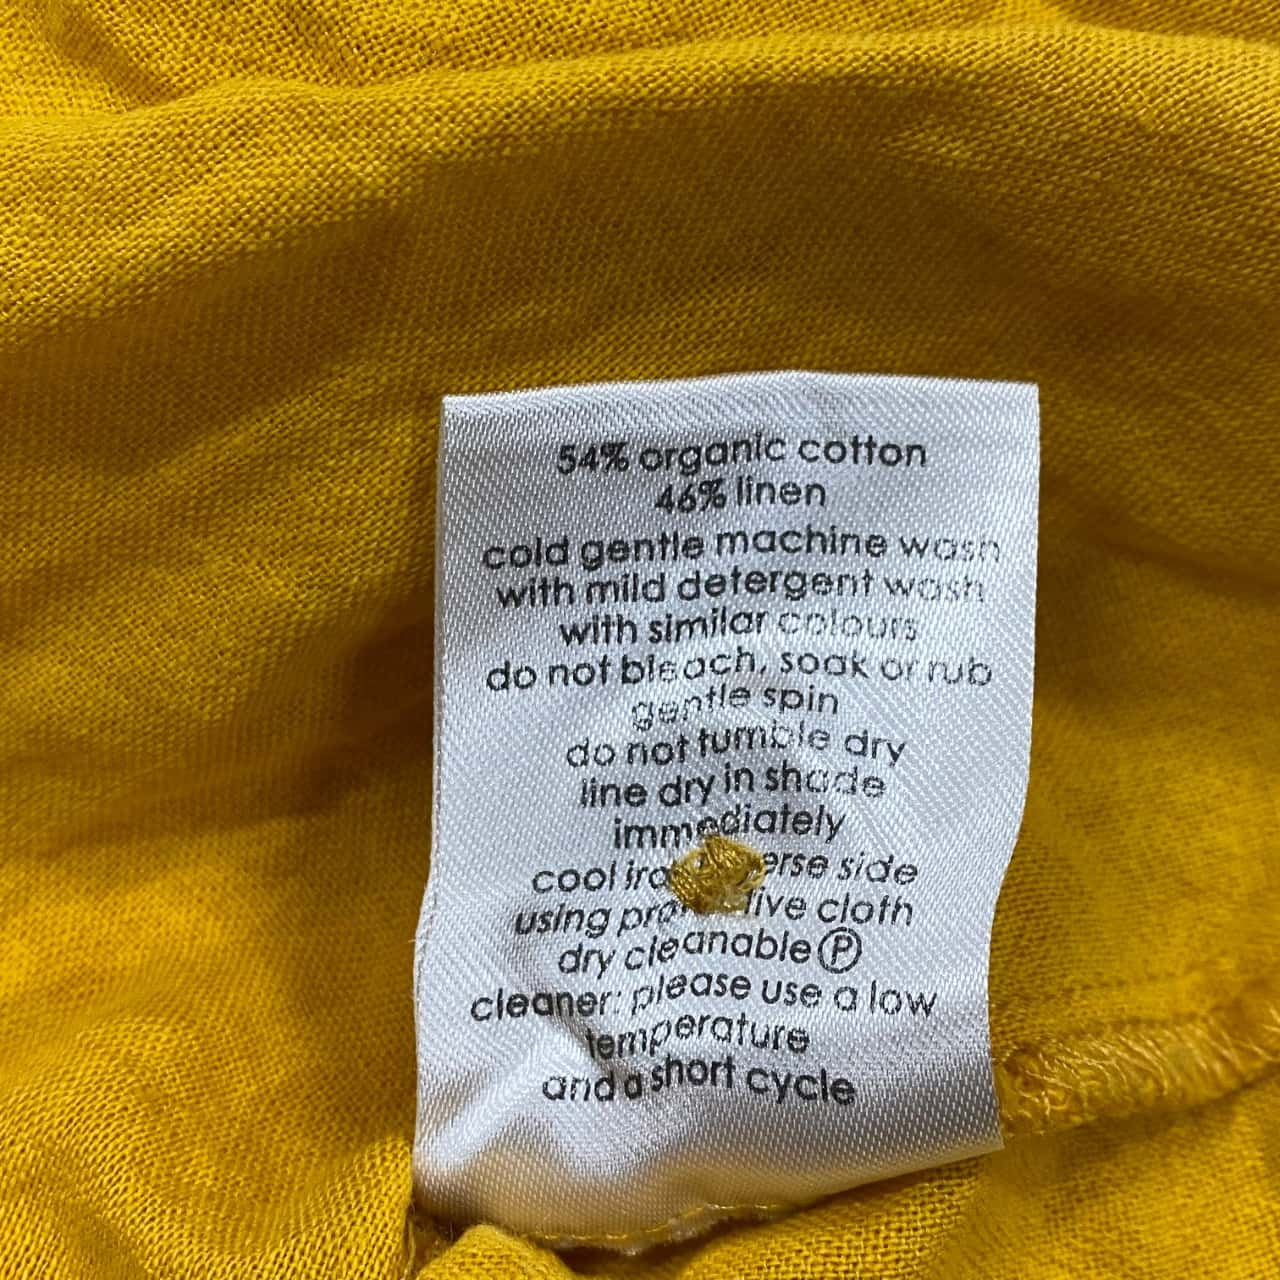 54% organic cotton
46% linen
cold gentle machine wash
with mild detergent wash
with similar colours
do not bleach, soak or rub
gentle spin
do not tumble dry
line dry in shade
immediately
cool side
using cloth
dry cleanable P
cleaner: please use a low
temperature
and a short cycle